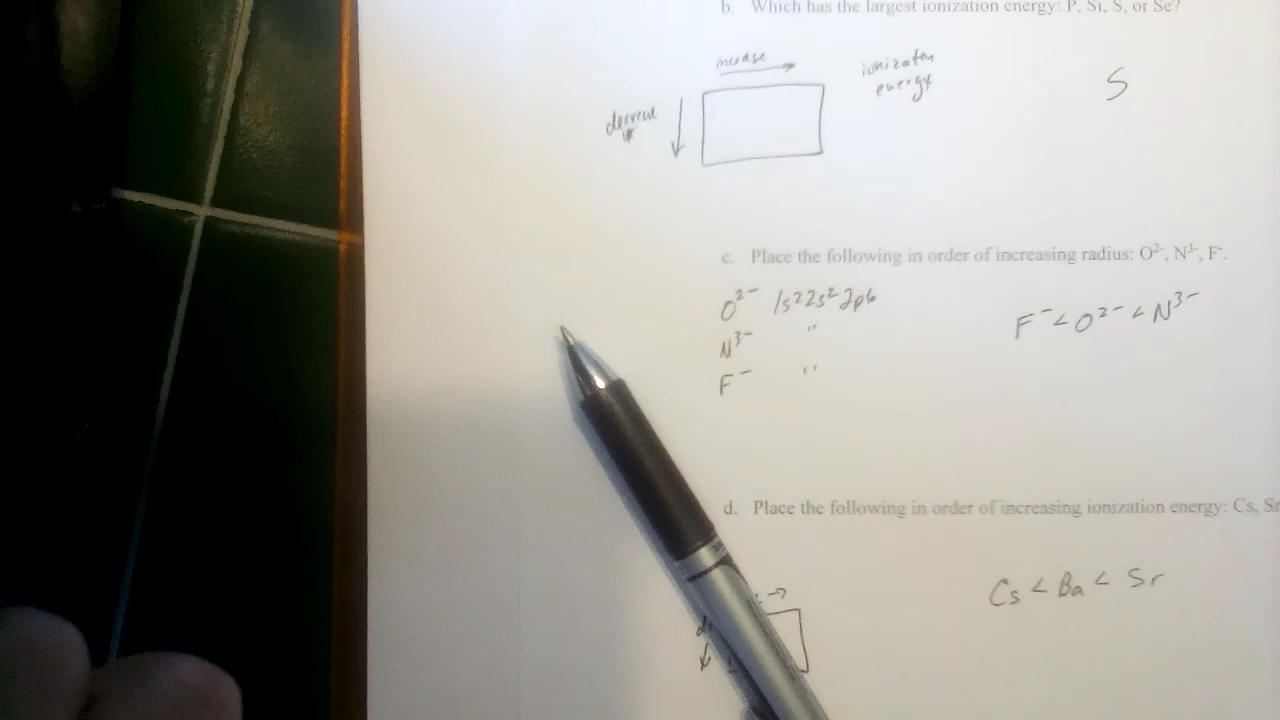 b. Which has the largest ionization energy: P, Si, S, or Se?
increase
ionization
energy
S
c. Place the following in order of increasing radius: O²⁻, N³⁻, F⁻.
O²⁻ 1s²2s²2p6
F⁻ < O²⁻ < N³⁻
N³⁻ "
F⁻ "
d. Place the following in order of increasing ionization energy: Cs, Sr
Cs < Ba < Sr